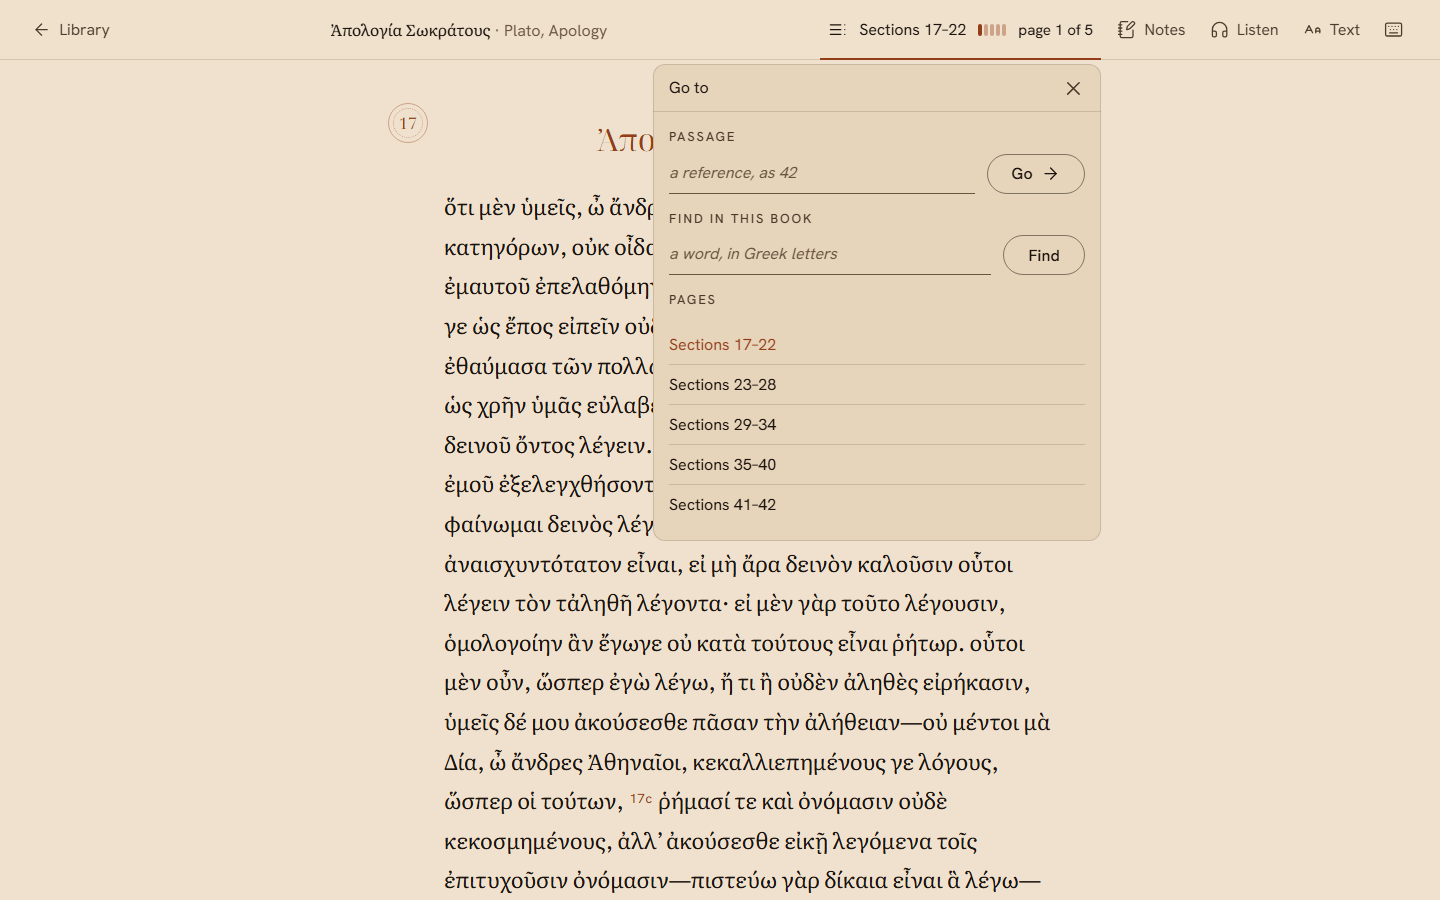 Library
Ἀπολογία Σωκράτους · Plato, Apology
Sections 17–22
page 1 of 5
Notes
Listen
Text
Go to
PASSAGE
a reference, as 42
Go
FIND IN THIS BOOK
a word, in Greek letters
Find
PAGES
Sections 17–22
Sections 23–28
Sections 29–34
Sections 35–40
Sections 41–42
17
Ἀπο
ὅτι μὲν ὑμεῖς, ὦ ἄνδρ
κατηγόρων, οὐκ οἶδα
ἐμαυτοῦ ἐπελαθόμην
γε ὡς ἔπος εἰπεῖν οὐδ
ἐθαύμασα τῶν πολλ
ὡς χρῆν ὑμᾶς εὐλαβ
δεινοῦ ὄντος λέγειν.
ἐμοῦ ἐξελεγχθήσοντ
φαίνωμαι δεινὸς λέγ
ἀναισχυντότατον εἶναι, εἰ μὴ ἄρα δεινὸν καλοῦσιν οὗτοι
λέγειν τὸν τἀληθῆ λέγοντα· εἰ μὲν γὰρ τοῦτο λέγουσιν,
ὁμολογοίην ἂν ἔγωγε οὐ κατὰ τούτους εἶναι ῥήτωρ. οὗτοι
μὲν οὖν, ὥσπερ ἐγὼ λέγω, ἤ τι ἢ οὐδὲν ἀληθὲς εἰρήκασιν,
ὑμεῖς δέ μου ἀκούσεσθε πᾶσαν τὴν ἀλήθειαν—οὐ μέντοι μὰ
Δία, ὦ ἄνδρες Ἀθηναῖοι, κεκαλλιεπημένους γε λόγους,
ὥσπερ οἱ τούτων, 17c ῥήμασί τε καὶ ὀνόμασιν οὐδὲ
κεκοσμημένους, ἀλλ’ ἀκούσεσθε εἰκῇ λεγόμενα τοῖς
ἐπιτυχοῦσιν ὀνόμασιν—πιστεύω γὰρ δίκαια εἶναι ἃ λέγω—